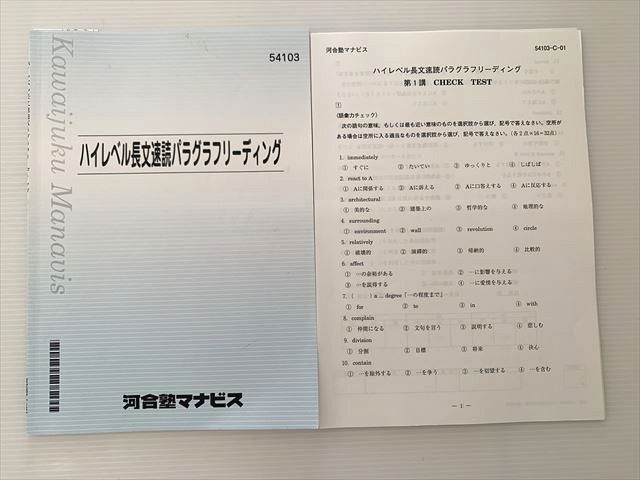 Kawaijuku Manavis
54103
ハイレベル長文速読パラグラフリーディング
河合塾マナビス
河合塾マナビス 54103-C-01
ハイレベル長文速読パラグラフリーディング
第1講 CHECK TEST
1
〈語彙力チェック〉
次の語句の意味、もしくは最も近い意味のものを選択肢から選び、記号で答えなさい。空所が
ある場合は空所に入る適当なものを選択肢から選び、記号で答えなさい。（各2点×16＝32点）
1. immediately
① すぐに ② たいてい ③ ゆっくりと ④ しばしば
2. react to A
① Aに関係する ② Aに訴える ③ Aに口答えする ④ Aに反応する
3. architectural
① 美的な ② 建築上の ③ 哲学的な ④ 地理的な
4. surrounding
① environment ② wall ③ revolution ④ circle
5. relatively
① 破壊的 ② 演繹的 ③ 帰納的 ④ 比較的
6. affect
① …の余裕がある ② …に影響を与える
③ …を説得する ④ …に愛情を与える
7. ( ) a … degree「…の程度まで」
① for ② to ③ in ④ with
8. complain
① 仲間になる ② 文句を言う ③ 説明する ④ 悲しむ
9. division
① 分割 ② 目標 ③ 将来 ④ 決心
10. contain
① …を除外する ② …を争う ③ …を切望する ④ …を含む
― 1 ―